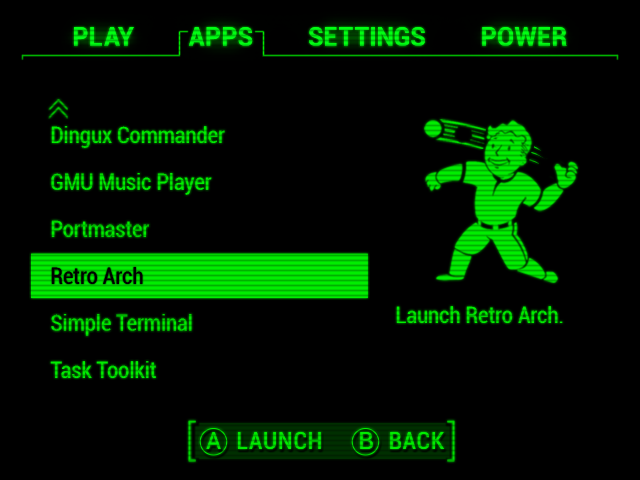 PLAY APPS SETTINGS POWER
Dingux Commander
GMU Music Player
Portmaster
Retro Arch
Simple Terminal
Task Toolkit
Launch Retro Arch.
A LAUNCH B BACK